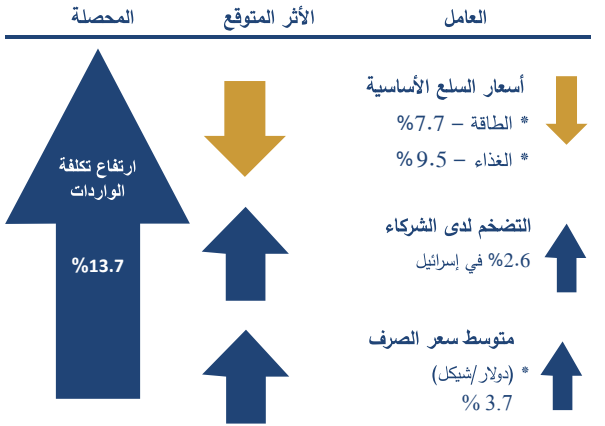 العامل
الأثر المتوقع
المحصلة
أسعار السلع الأساسية
* الطاقة – 7.7%
* الغذاء – 9.5%
التضخم لدى الشركاء
2.6% في إسرائيل
متوسط سعر الصرف
* (دولار/شيكل)
3.7 %
ارتفاع تكلفة
الواردات
13.7%